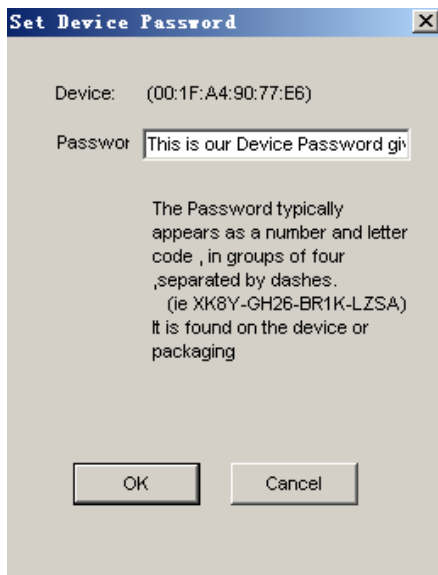 Set Device Password
Device: (00:1F:A4:90:77:E6)
Passwor This is our Device Password giv
The Password typically
appears as a number and letter
code , in groups of four
,separated by dashes.
(ie XK8Y-GH26-BR1K-LZSA)
It is found on the device or
packaging
OK Cancel